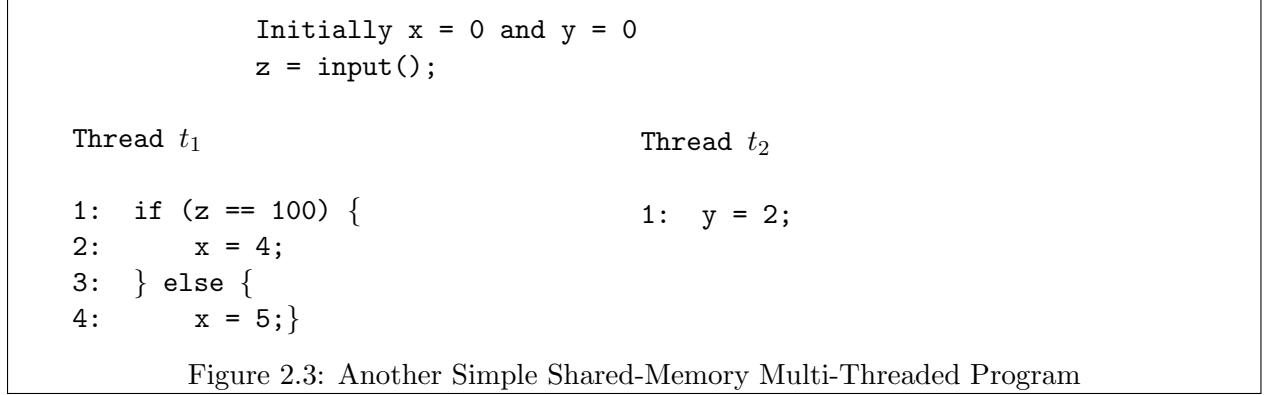 Initially x = 0 and y = 0
z = input();
Thread t₁
1: if (z == 100) {
2: x = 4;
3: } else {
4: x = 5;}
Thread t₂
1: y = 2;
Figure 2.3: Another Simple Shared-Memory Multi-Threaded Program